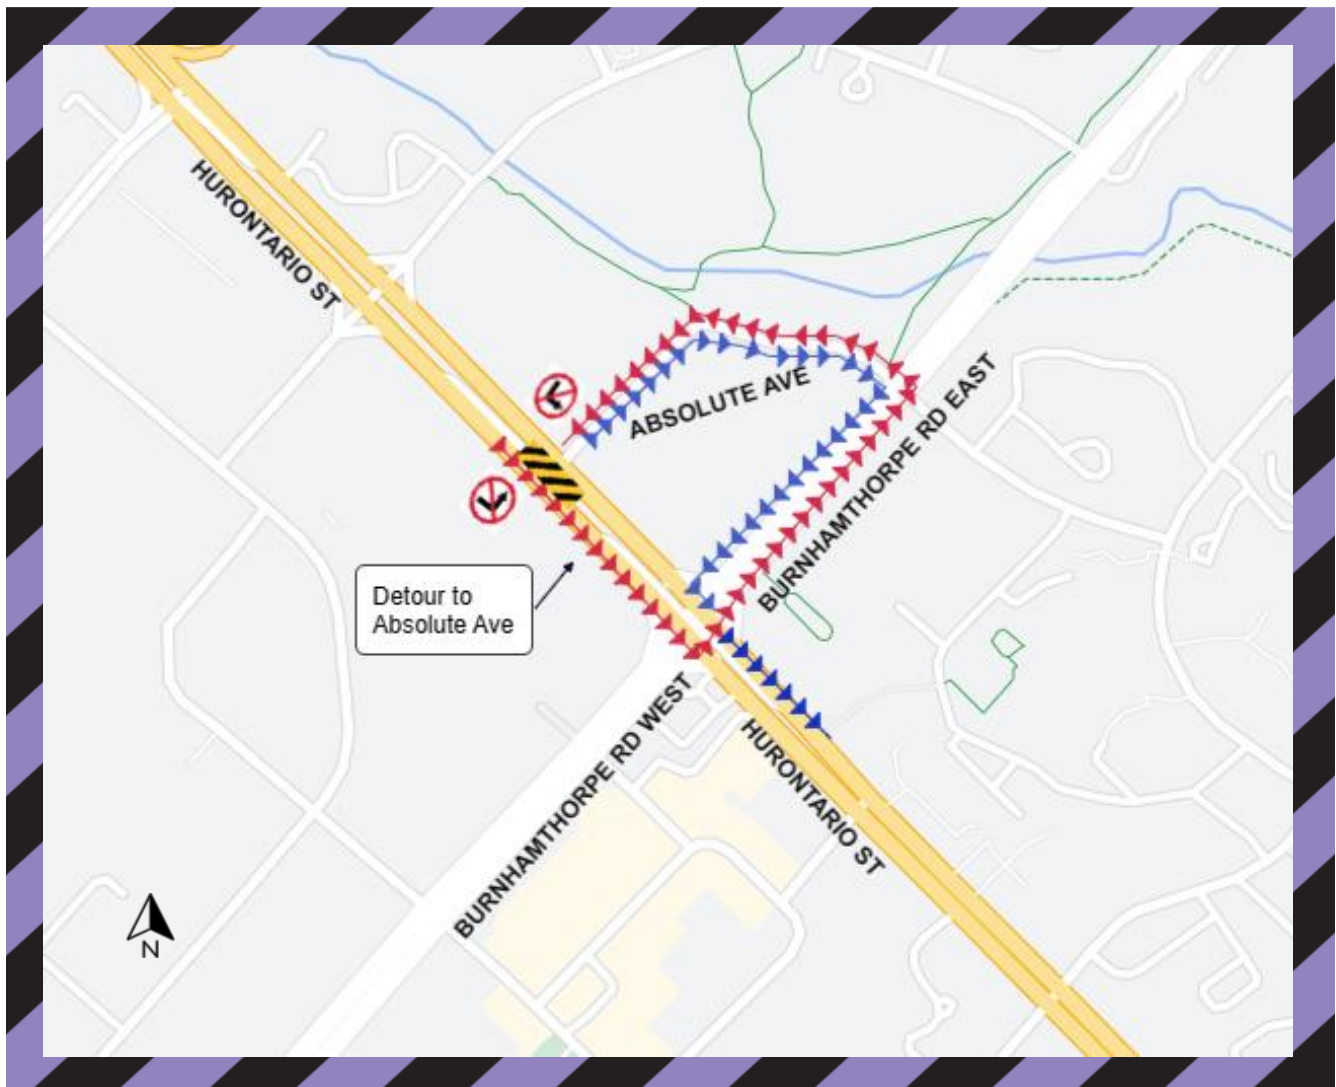 HURONTARIO ST
ABSOLUTE AVE
BURNHAMTHORPE RD EAST
Detour to
Absolute Ave
BURNHAMTHORPE RD WEST
HURONTARIO ST
N